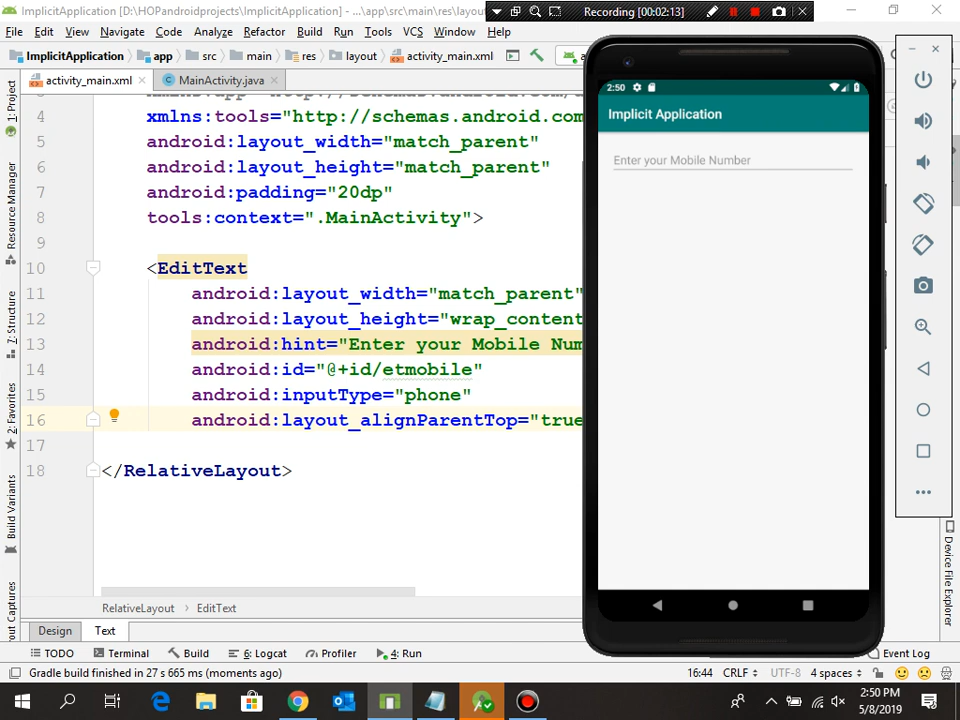 ImplicitApplication [D:\HOPandroidprojects\ImplicitApplication] - ...\app\src\main\res\layou
Recording [00:02:13]
File Edit View Navigate Code Analyze Refactor Build Run Tools VCS Window Help
ImplicitApplication app src main res layout activity_main.xml
activity_main.xml MainActivity.java
4 xmlns:tools="http://schemas.android.com
5 android:layout_width="match_parent"
6 android:layout_height="match_parent"
7 android:padding="20dp"
8 tools:context=".MainActivity">
9
10 <EditText
11 android:layout_width="match_parent"
12 android:layout_height="wrap_content
13 android:hint="Enter your Mobile Num
14 android:id="@+id/etmobile"
15 android:inputType="phone"
16 android:layout_alignParentTop="true
17
18 </RelativeLayout>
RelativeLayout EditText
Design Text
TODO Terminal Build 6: Logcat Profiler 4: Run Event Log
Gradle build finished in 27 s 665 ms (moments ago) 16:44 CRLF UTF-8 4 spaces
2:50 PM
5/8/2019
1: Project
Resource Manager
7: Structure
2: Favorites
Build Variants
out Captures
2:50
Implicit Application
Enter your Mobile Number
Device File Explorer